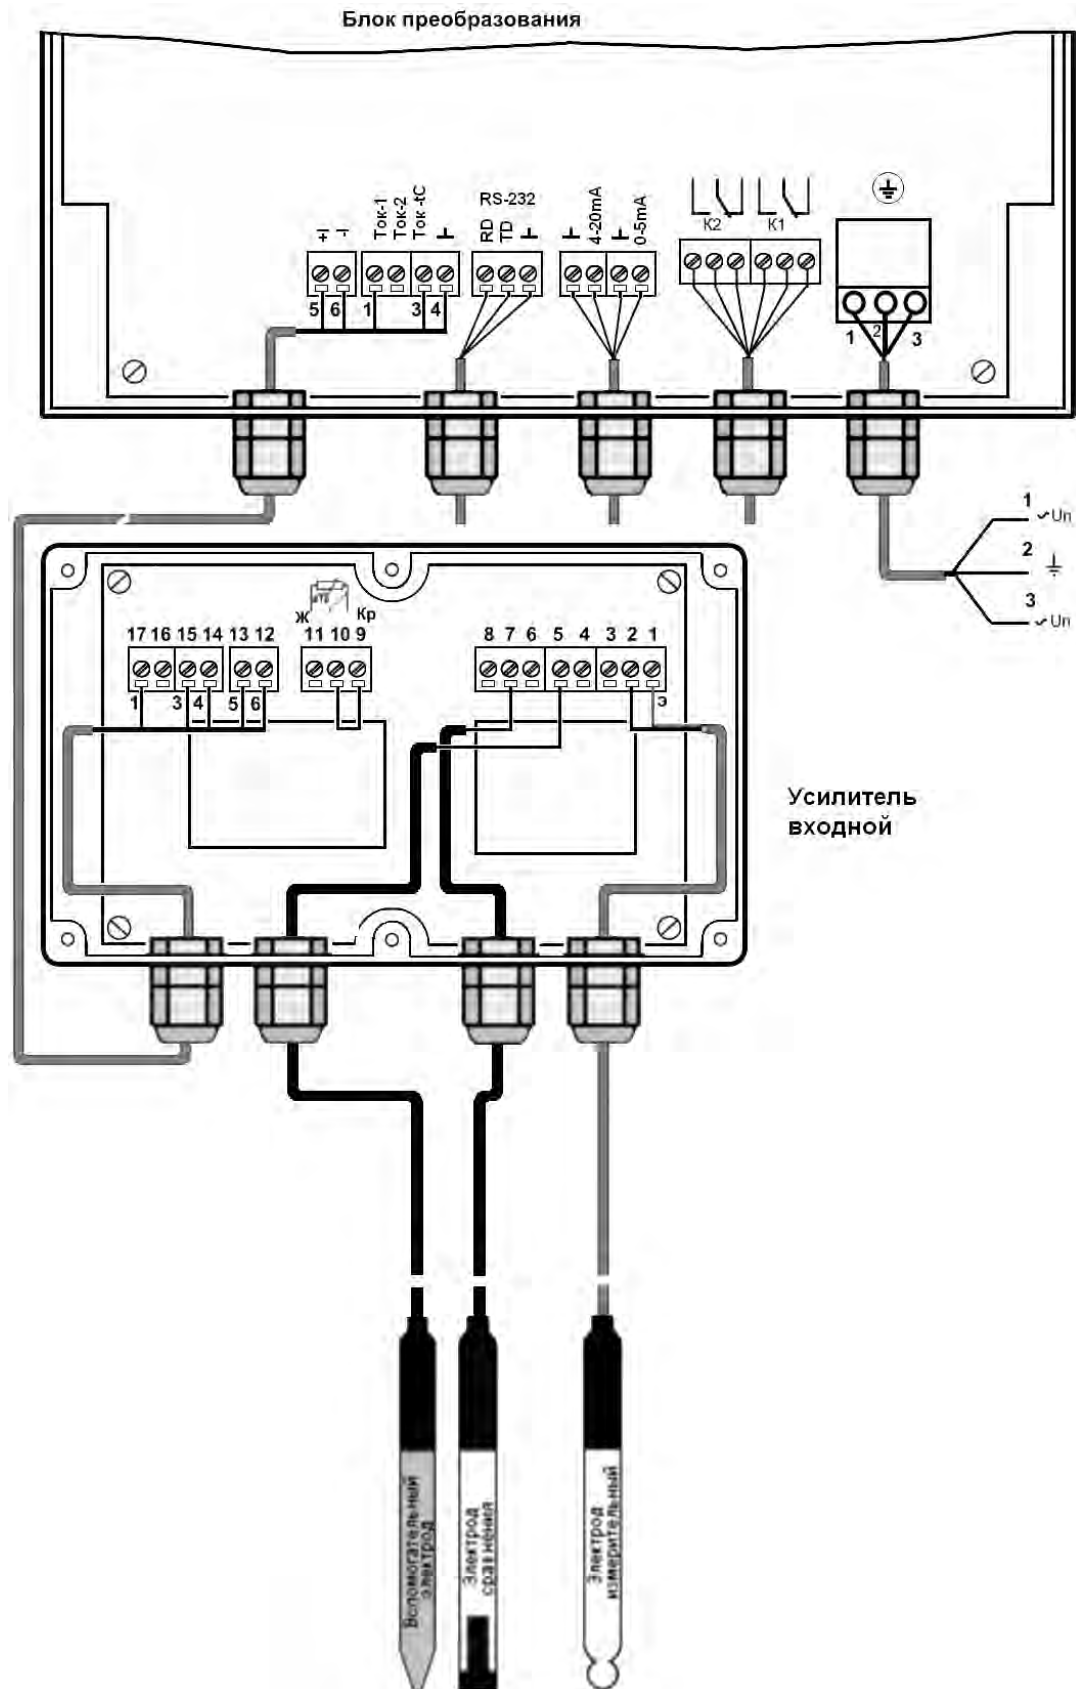 Блок преобразования
+I
-I
Ток-1
Ток-2
Ток-tC
RS-232
RD
TD
4-20mA
0-5mA
K2
K1
5 6 1 3 4
1 2 3
1 ~Uп
2
3 ~Uп
Ж Кр
17 16 15 14 13 12 11 10 9 8 7 6 5 4 3 2 1
1 3 4 5 6 Э
Усилитель
входной
Вспомогательный
электрод
Электрод
сравнения
Электрод
измерительный